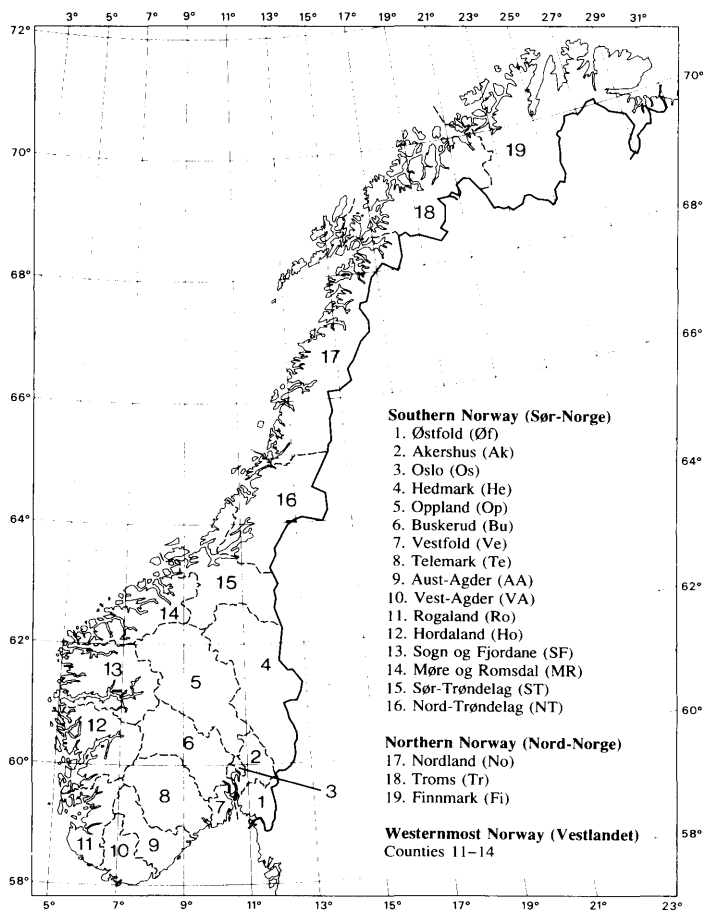 3° 5° 7° 9° 11° 13° 15° 17° 19° 21° 23° 25° 27° 29° 31°
72°
70°
70°
19
18
68°
68°
17
66°
66°
Southern Norway (Sør-Norge)
1. Østfold (Øf)
2. Akershus (Ak)
3. Oslo (Os)
4. Hedmark (He)
5. Oppland (Op)
6. Buskerud (Bu)
7. Vestfold (Ve)
8. Telemark (Te)
9. Aust-Agder (AA)
10. Vest-Agder (VA)
11. Rogaland (Ro)
12. Hordaland (Ho)
13. Sogn og Fjordane (SF)
14. Møre og Romsdal (MR)
15. Sør-Trøndelag (ST)
16. Nord-Trøndelag (NT)
Northern Norway (Nord-Norge)
17. Nordland (No)
18. Troms (Tr)
19. Finnmark (Fi)
Westernmost Norway (Vestlandet)
Counties 11–14
64°
16
64°
15
62°
14
62°
4
13
5
60°
12
6
2
60°
3
8
1
7
58°
11
10
9
58°
5° 7° 9° 11° 13° 15° 17° 19° 21° 23°